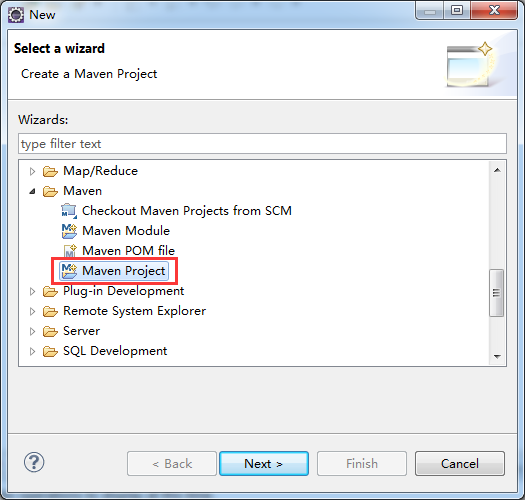 New
Select a wizard
Create a Maven Project
Wizards:
type filter text
Map/Reduce
Maven
Checkout Maven Projects from SCM
Maven Module
Maven POM file
Maven Project
Plug-in Development
Remote System Explorer
Server
SQL Development
?
< Back
Next >
Finish
Cancel